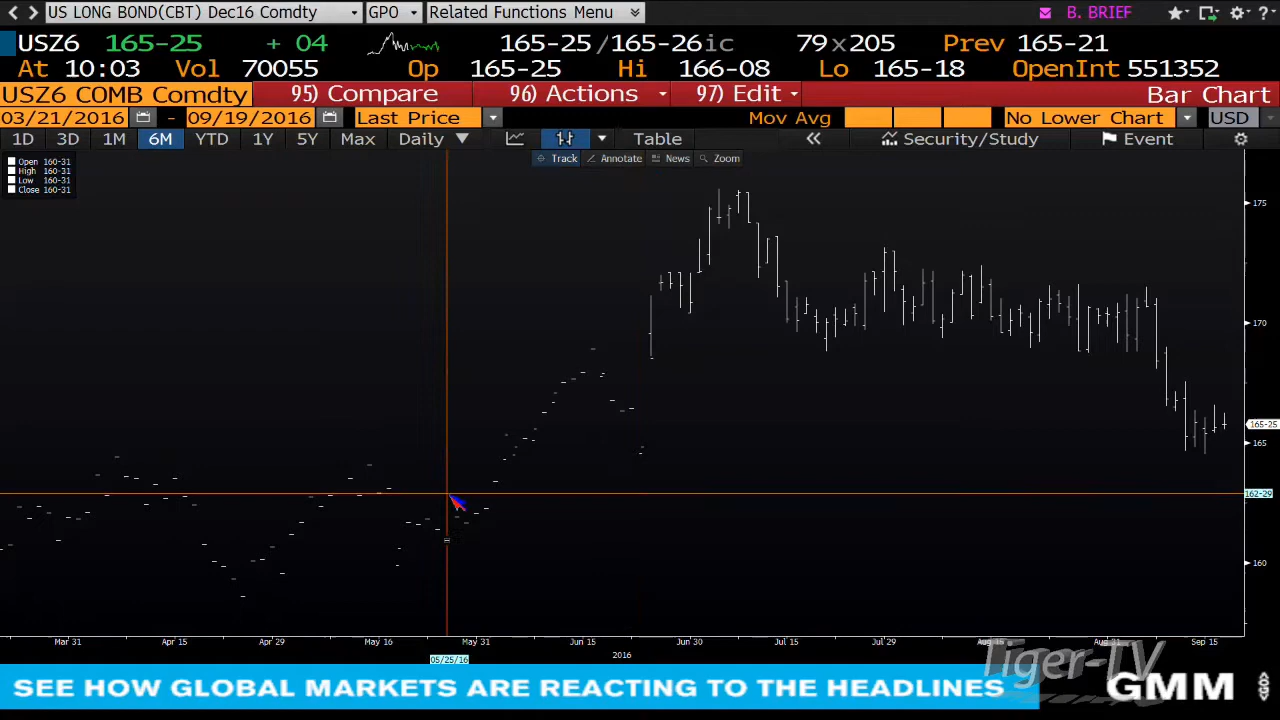 US LONG BOND(CBT) Dec16 Comdty GPO Related Functions Menu B. BRIEF ?
USZ6 165-25 + 04 165-25/165-26ic 79x205 Prev 165-21
At 10:03 Vol 70055 Op 165-25 Hi 166-08 Lo 165-18 OpenInt 551352
USZ6 COMB Comdty 95) Compare 96) Actions 97) Edit Bar Chart
03/21/2016 - 09/19/2016 Last Price Mov Avg No Lower Chart USD
1D 3D 1M 6M YTD 1Y 5Y Max Daily Table Security/Study Event
Track Annotate News Zoom
Open 160-31
High 160-31
Low 160-31
Close 160-31
175
170
165-25
165
162-29
160
Mar 31 Apr 15 Apr 29 May 16 May 31 Jun 15 Jun 30 Jul 15 Jul 29 Aug 15 Aug 31 Sep 15
05/25/16 2016
Tiger-TV
SEE HOW GLOBAL MARKETS ARE REACTING TO THE HEADLINES GMM